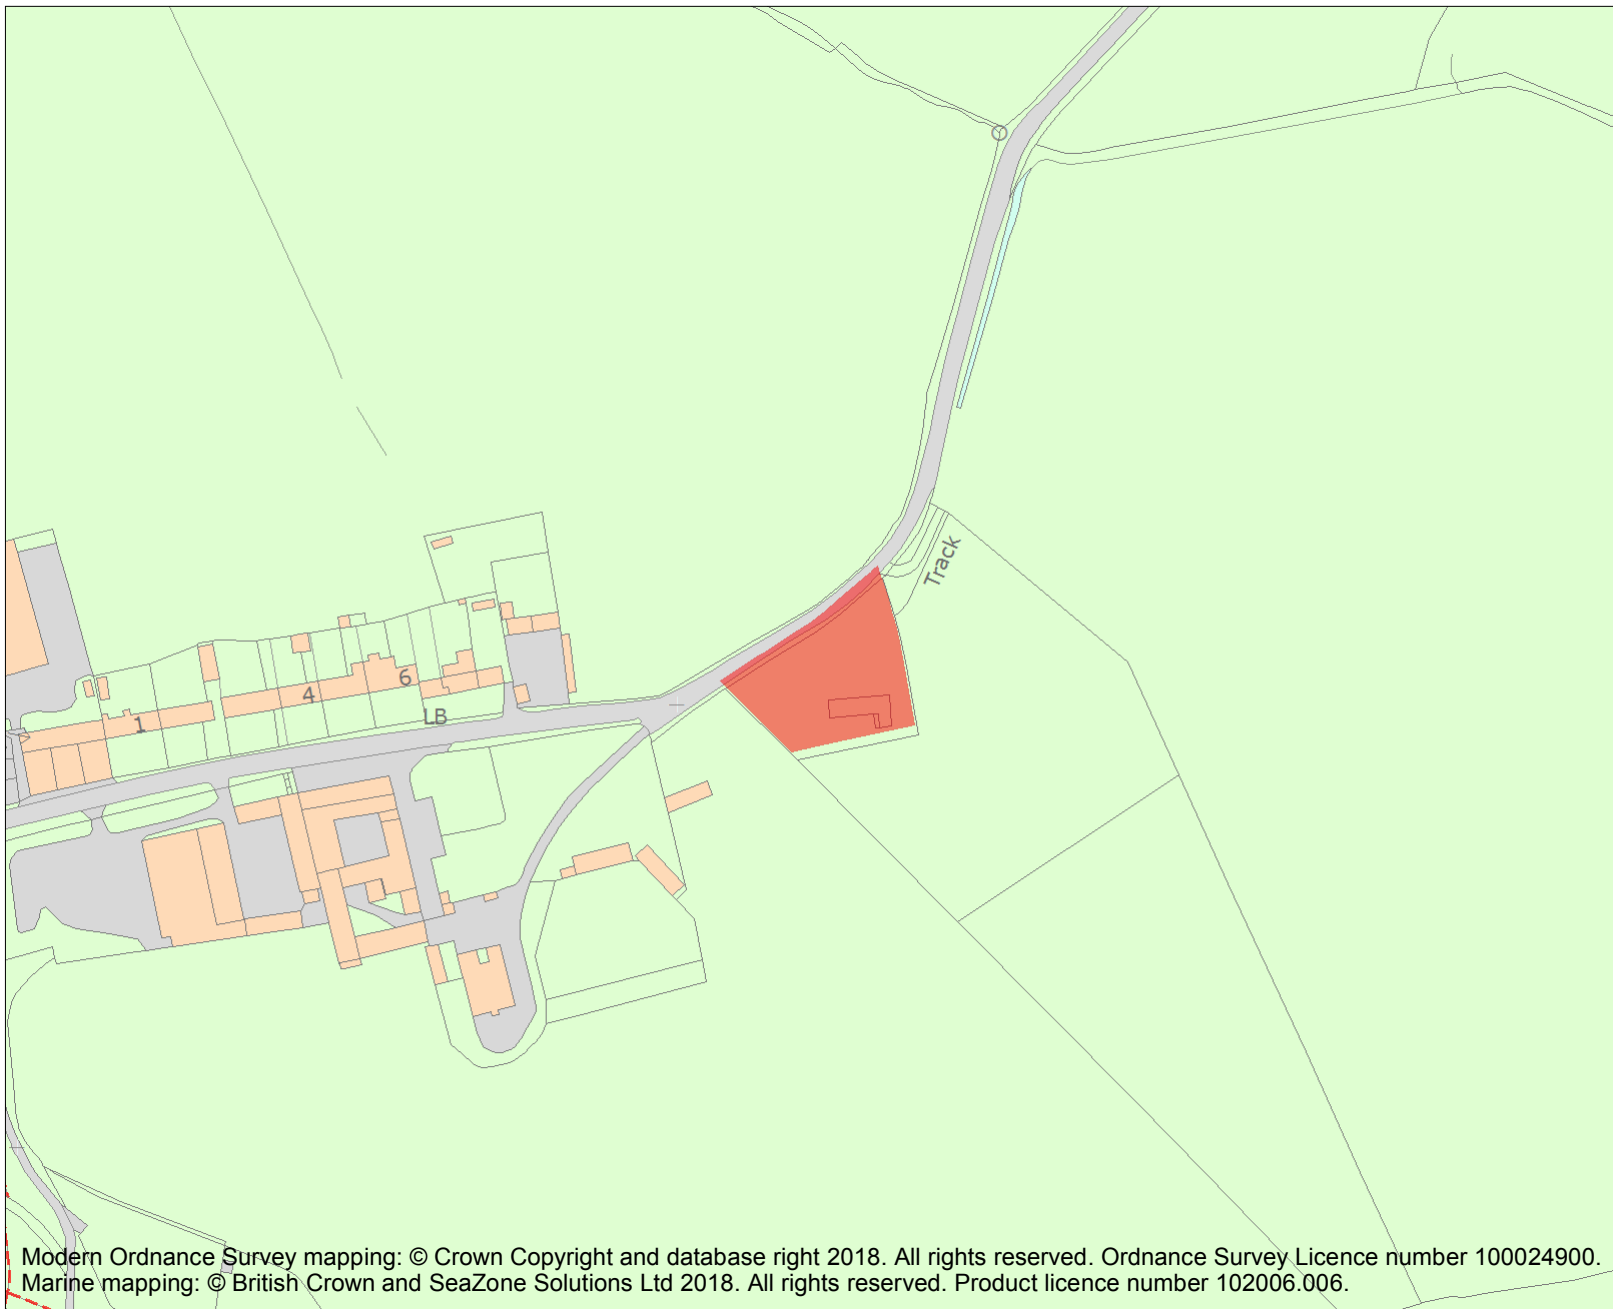 Track
6
4
LB
1
Modern Ordnance Survey mapping: © Crown Copyright and database right 2018. All rights reserved. Ordnance Survey Licence number 100024900.
Marine mapping: © British Crown and SeaZone Solutions Ltd 2018. All rights reserved. Product licence number 102006.006.